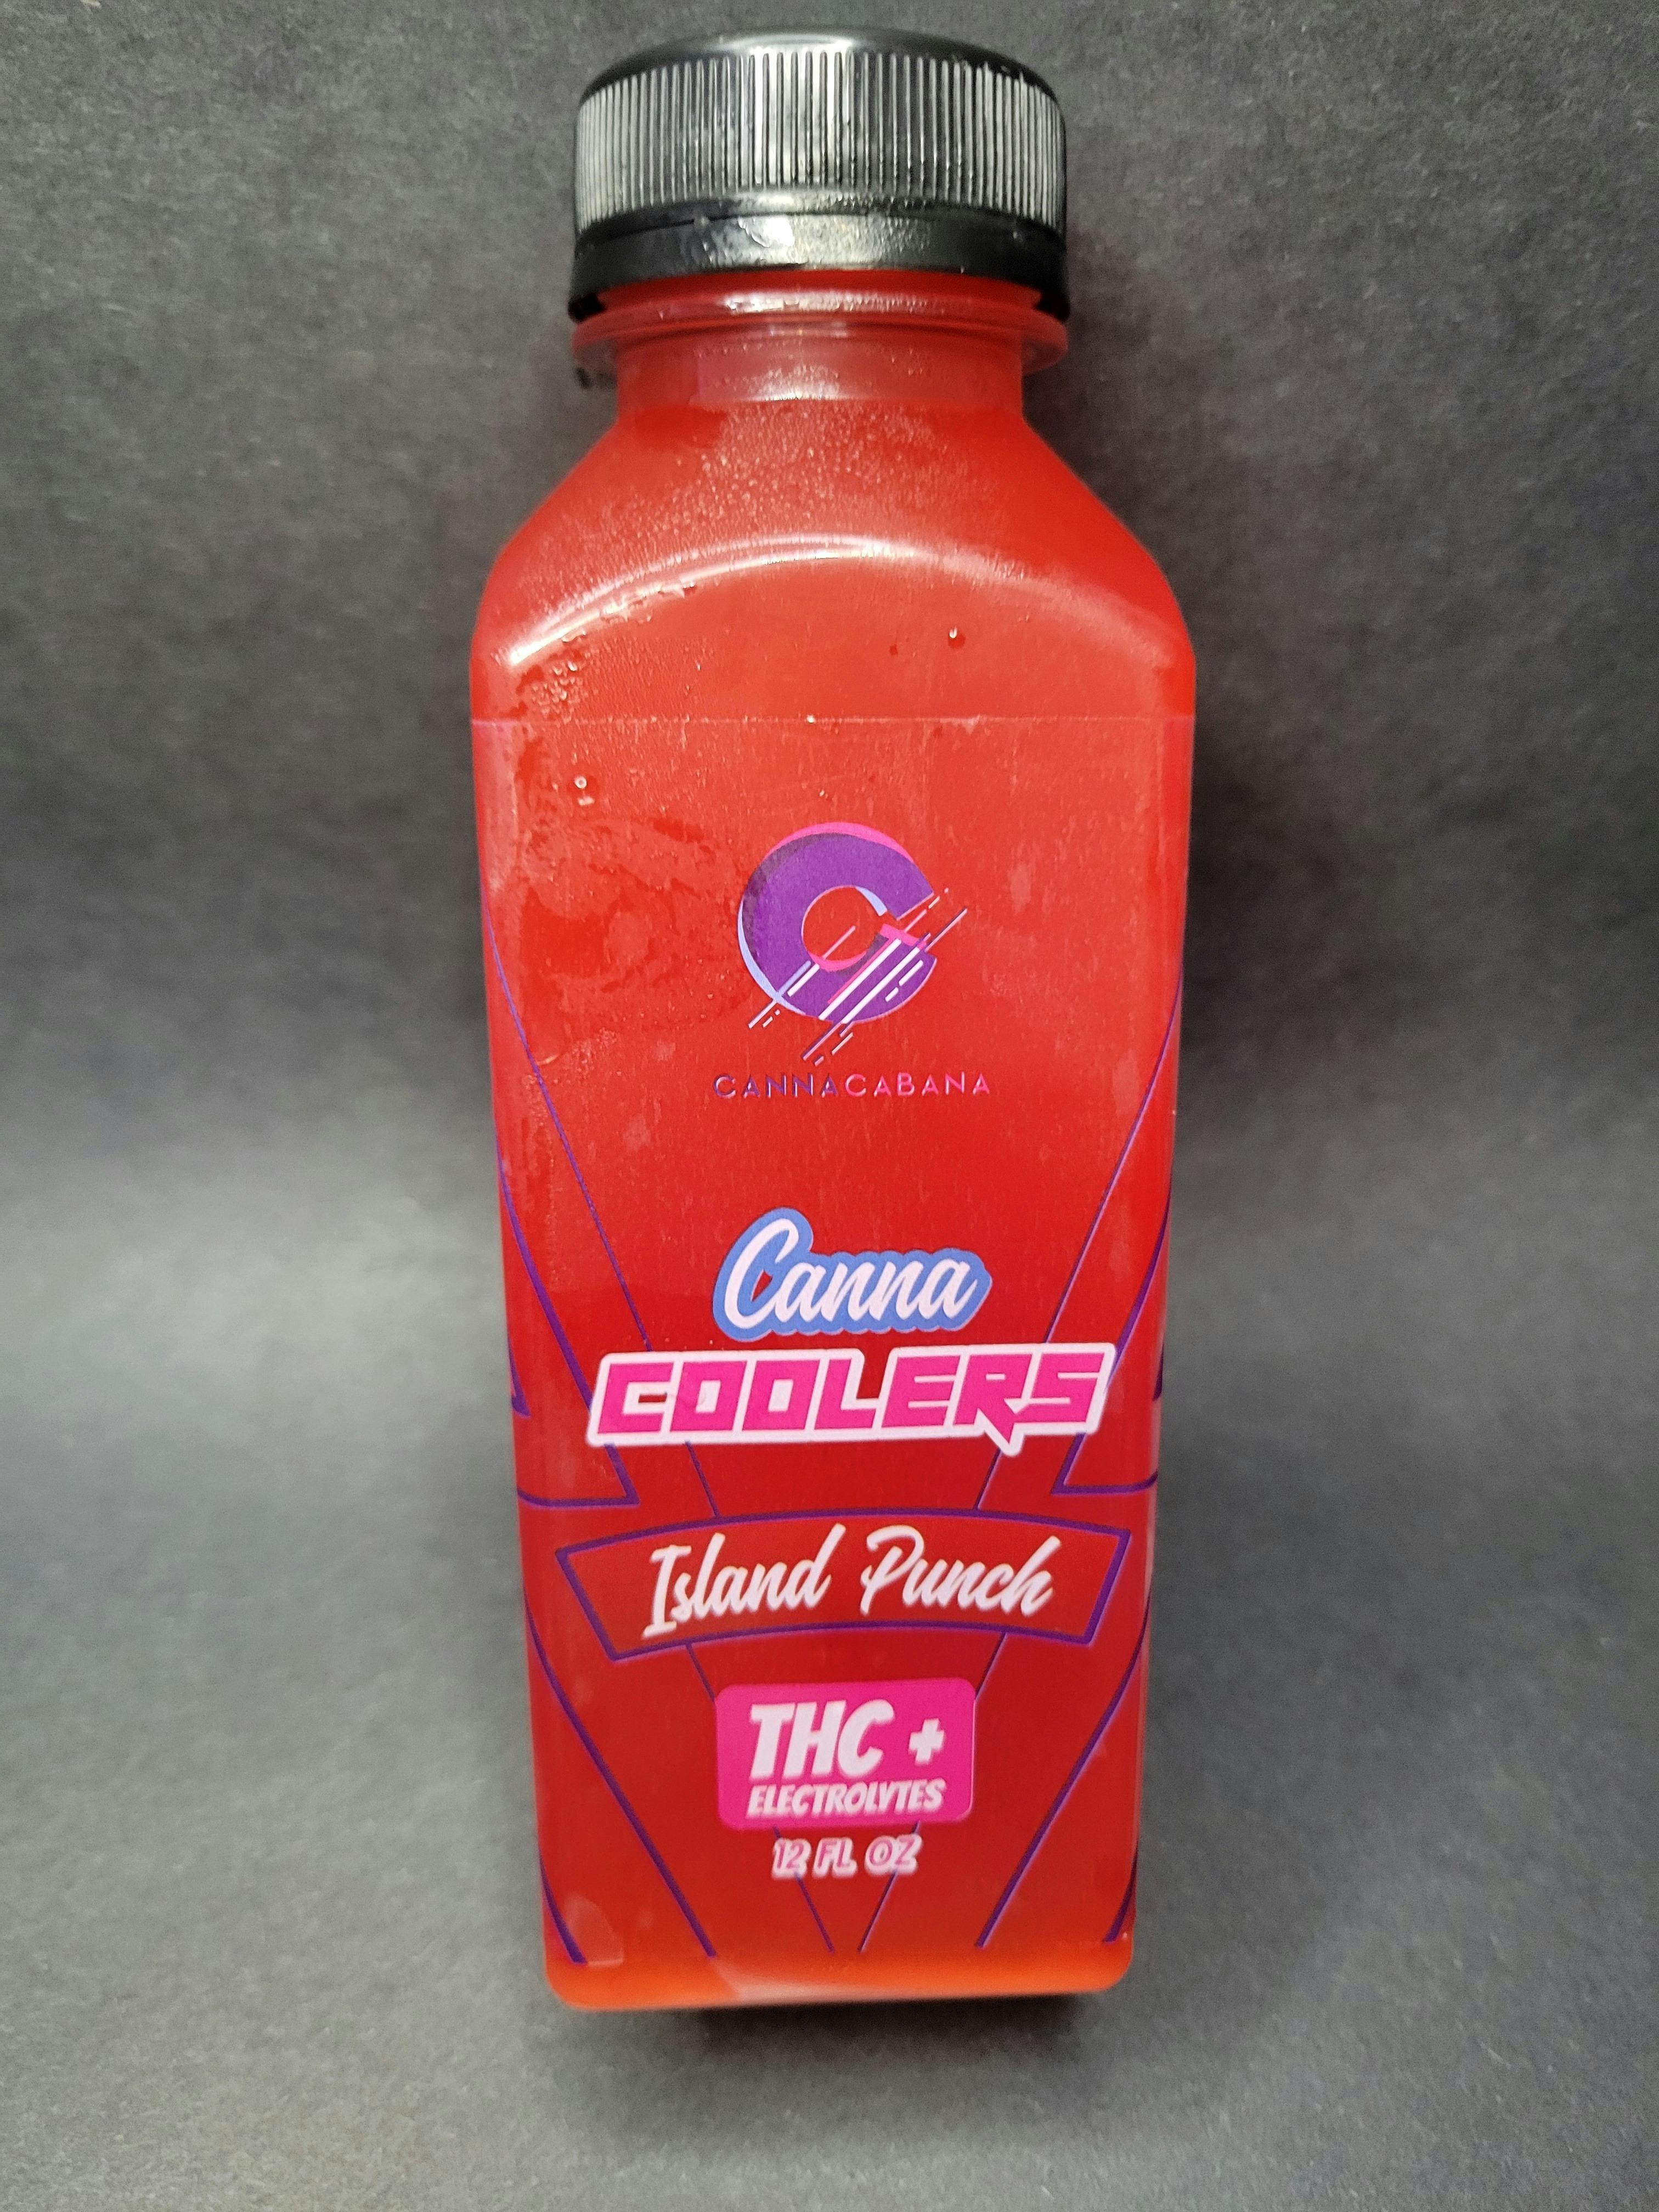 CANNACABANA
Canna
COOLERS
Island Punch
THC +
ELECTROLYTES
12 FL OZ